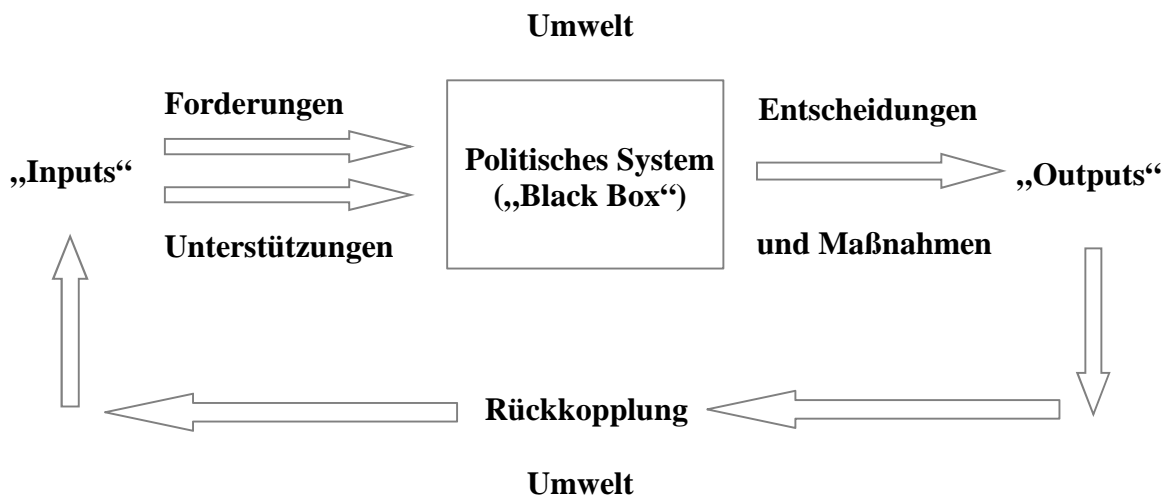 Umwelt
Forderungen
Entscheidungen
„Inputs“
Politisches System
(„Black Box“)
„Outputs“
Unterstützungen
und Maßnahmen
Rückkopplung
Umwelt